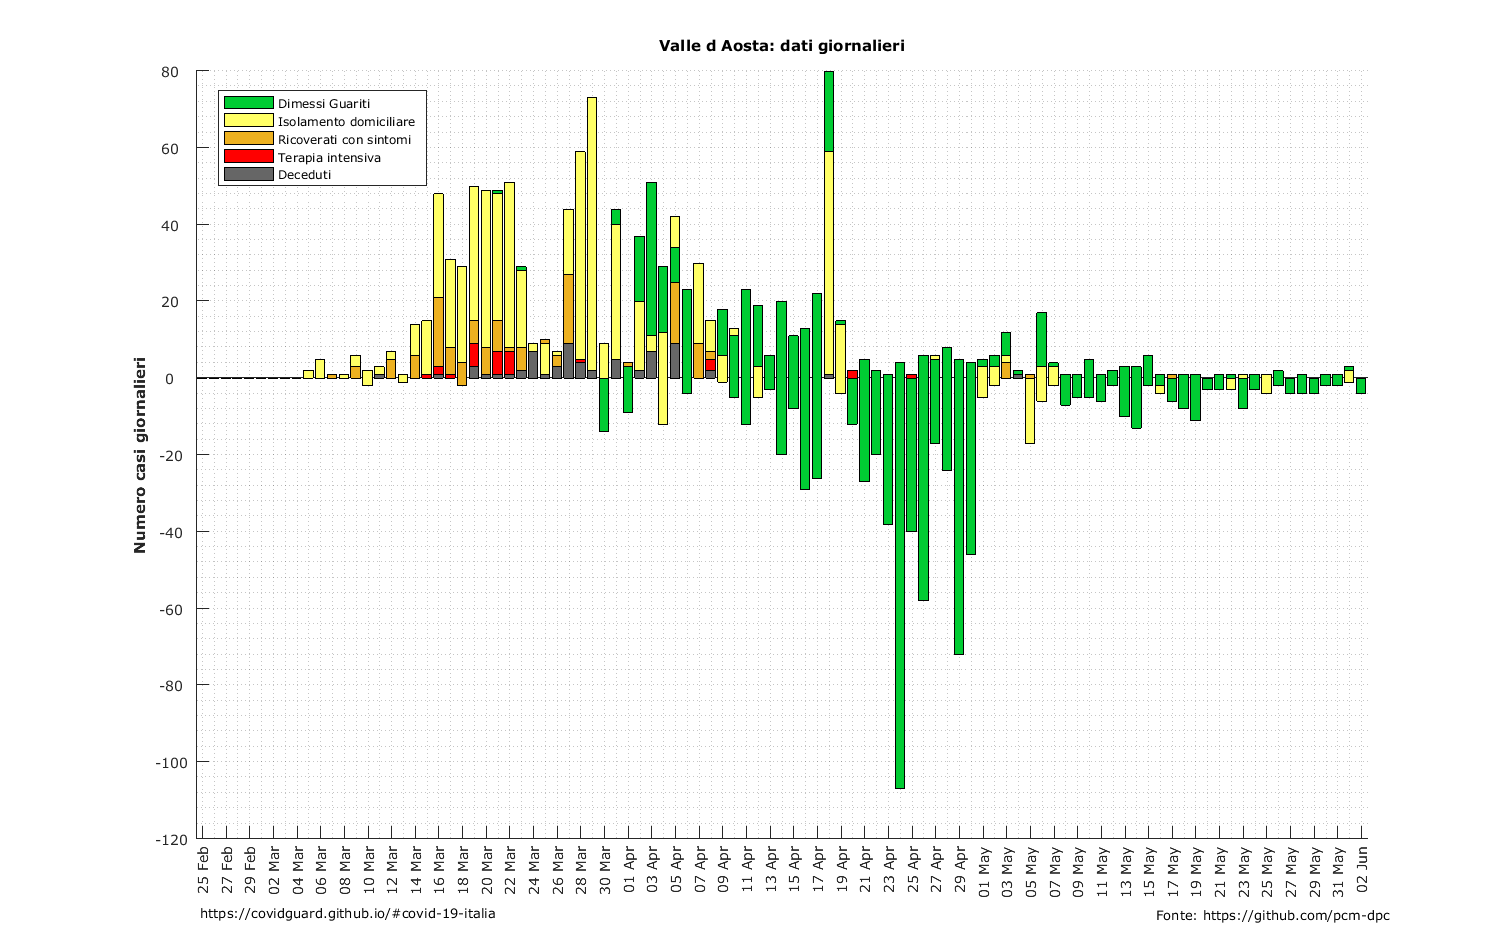 Valle d Aosta: dati giornalieri
80
60
40
20
0
-20
-40
-60
-80
-100
-120
Numero casi giornalieri
Dimessi Guariti
Isolamento domiciliare
Ricoverati con sintomi
Terapia intensiva
Deceduti
25 Feb
27 Feb
29 Feb
02 Mar
04 Mar
06 Mar
08 Mar
10 Mar
12 Mar
14 Mar
16 Mar
18 Mar
20 Mar
22 Mar
24 Mar
26 Mar
28 Mar
30 Mar
01 Apr
03 Apr
05 Apr
07 Apr
09 Apr
11 Apr
13 Apr
15 Apr
17 Apr
19 Apr
21 Apr
23 Apr
25 Apr
27 Apr
29 Apr
01 May
03 May
05 May
07 May
09 May
11 May
13 May
15 May
17 May
19 May
21 May
23 May
25 May
27 May
29 May
31 May
02 Jun
https://covidguard.github.io/#covid-19-italia
Fonte: https://github.com/pcm-dpc